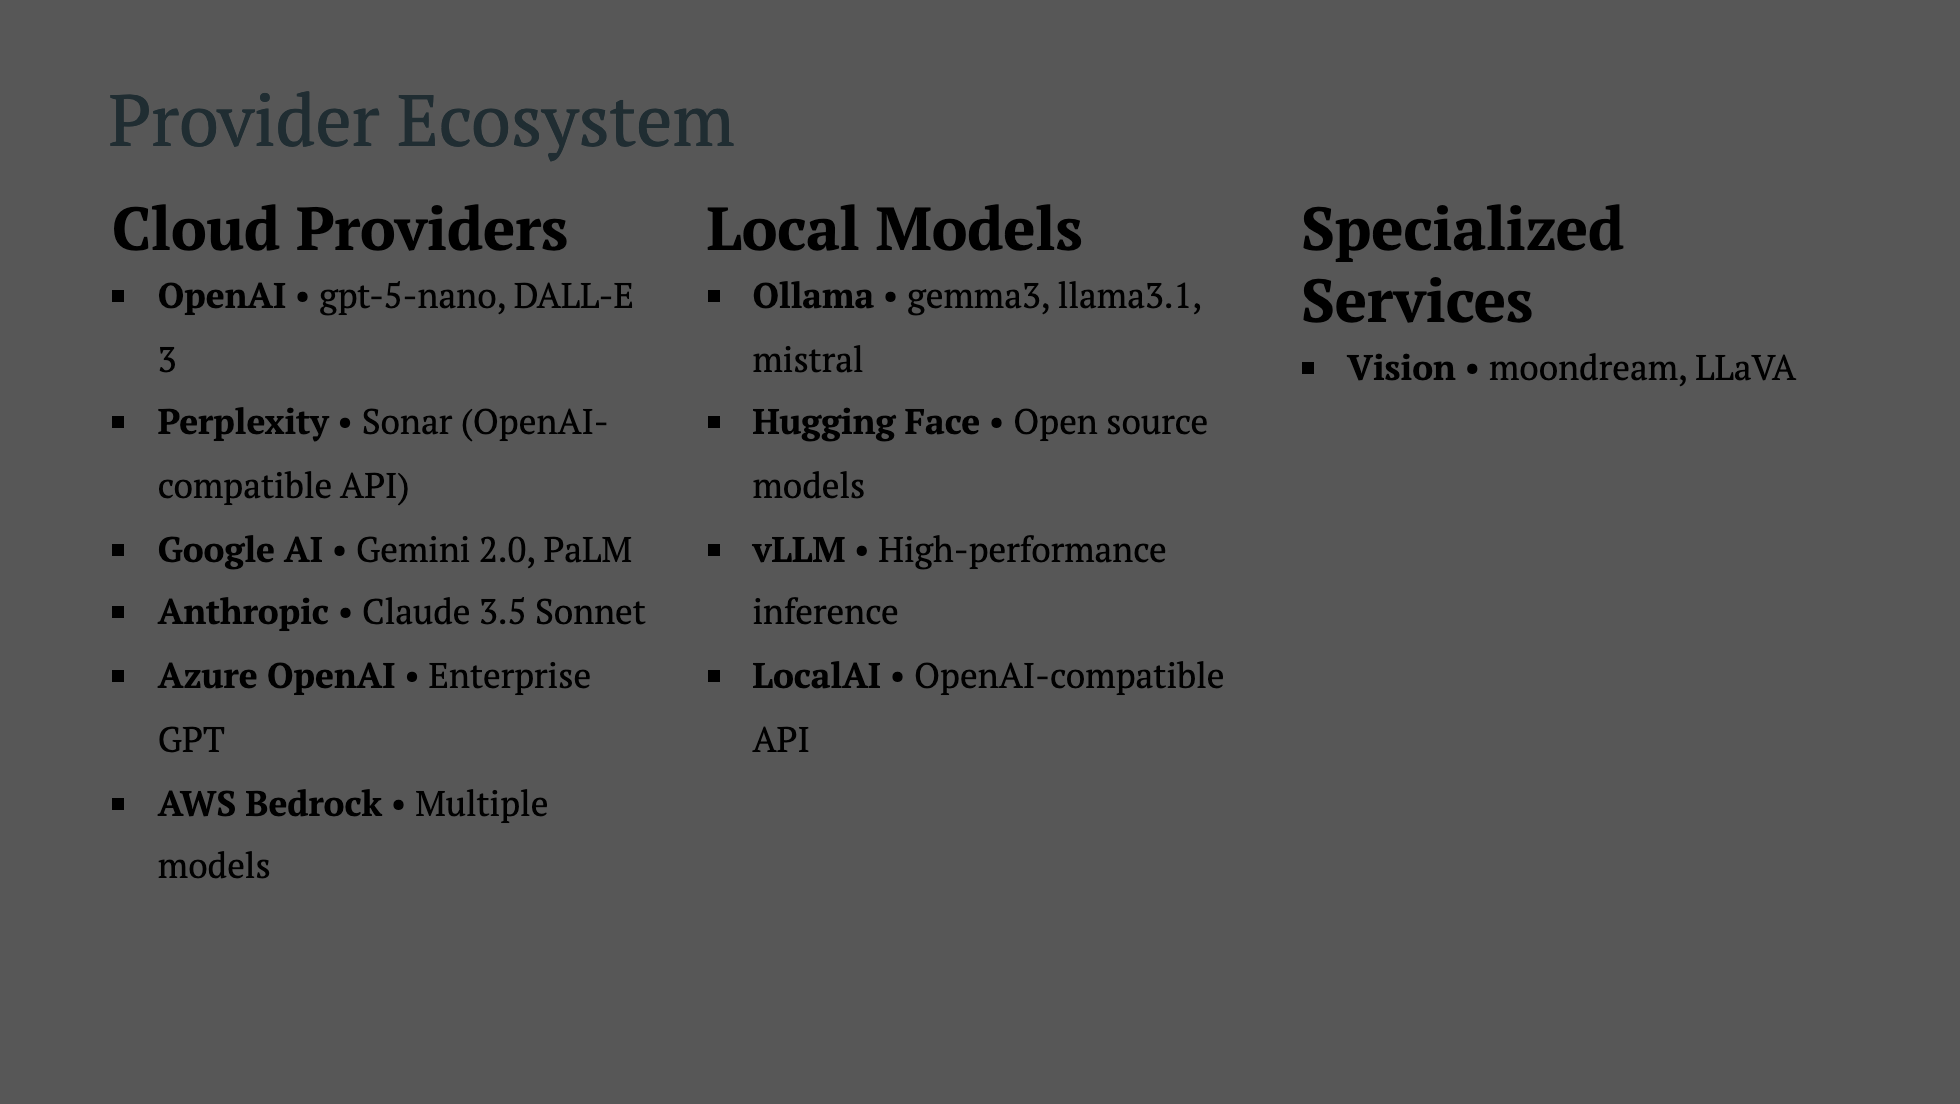 Provider Ecosystem
Cloud Providers
▪ OpenAI • gpt-5-nano, DALL-E
3
▪ Perplexity • Sonar (OpenAI-
compatible API)
▪ Google AI • Gemini 2.0, PaLM
▪ Anthropic • Claude 3.5 Sonnet
▪ Azure OpenAI • Enterprise
GPT
▪ AWS Bedrock • Multiple
models
Local Models
▪ Ollama • gemma3, llama3.1,
mistral
▪ Hugging Face • Open source
models
▪ vLLM • High-performance
inference
▪ LocalAI • OpenAI-compatible
API
Specialized
Services
▪ Vision • moondream, LLaVA